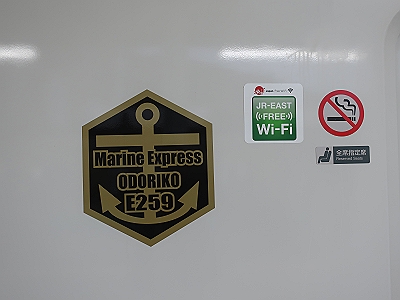 Marine Express
ODORIKO
E259
JR-EAST
FREE
Wi-Fi
全席指定席
Reserved Seats